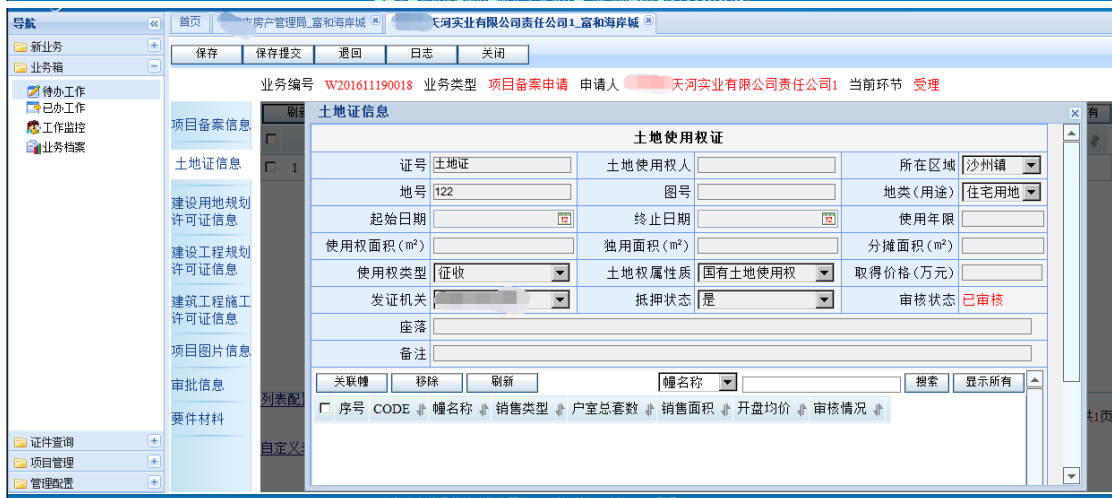 导航
首页 市房产管理局_富和海岸城 天河实业有限公司责任公司1_富和海岸城
新业务
业务箱
待办工作
已办工作
工作监控
业务档案
证件查询
项目管理
管理配置
保存 保存提交 退回 日志 关闭
业务编号 W201611190018 业务类型 项目备案申请 申请人 天河实业有限公司责任公司1 当前环节 受理
项目备案信息
土地证信息
建设用地规划
许可证信息
建设工程规划
许可证信息
建筑工程施工
许可证信息
项目图片信息
审批信息
要件材料
1
列表配
自定义
土地证信息
土地使用权证
证号 土地证 土地使用权人 所在区域 沙州镇
地号 122 图号 地类(用途) 住宅用地
起始日期 12 终止日期 12 使用年限
使用权面积(m²) 独用面积(m²) 分摊面积(m²)
使用权类型 征收 土地权属性质 国有土地使用权 取得价格(万元)
发证机关 抵押状态 是 审核状态 已审核
座落
备注
关联幢 移除 刷新 幢名称 搜索 显示所有
序号 CODE 幢名称 销售类型 户室总套数 销售面积 开盘均价 审核情况
有
共1页